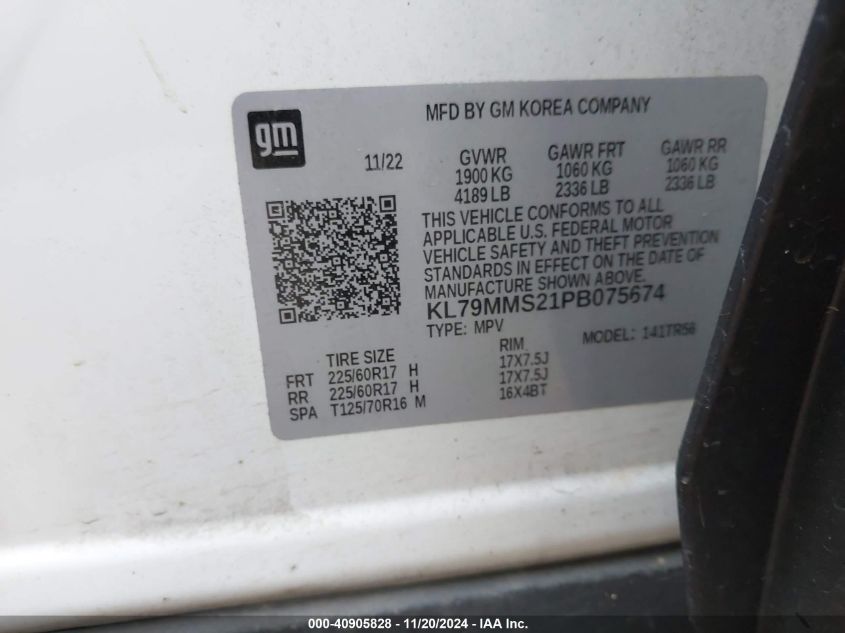 gm
MFD BY GM KOREA COMPANY
11/22
GVWR GAWR FRT GAWR RR
1900 KG 1060 KG 1060 KG
4189 LB 2336 LB 2336 LB
THIS VEHICLE CONFORMS TO ALL
APPLICABLE U.S. FEDERAL MOTOR
VEHICLE SAFETY AND THEFT PREVENTION
STANDARDS IN EFFECT ON THE DATE OF
MANUFACTURE SHOWN ABOVE.
KL79MMS21PB075674
TYPE: MPV MODEL: 141TR56
TIRE SIZE RIM
FRT 225/60R17 H 17X7.5J
RR 225/60R17 H 17X7.5J
SPA T125/70R16 M 16X4BT
000-40905828 - 11/20/2024 - IAA Inc.